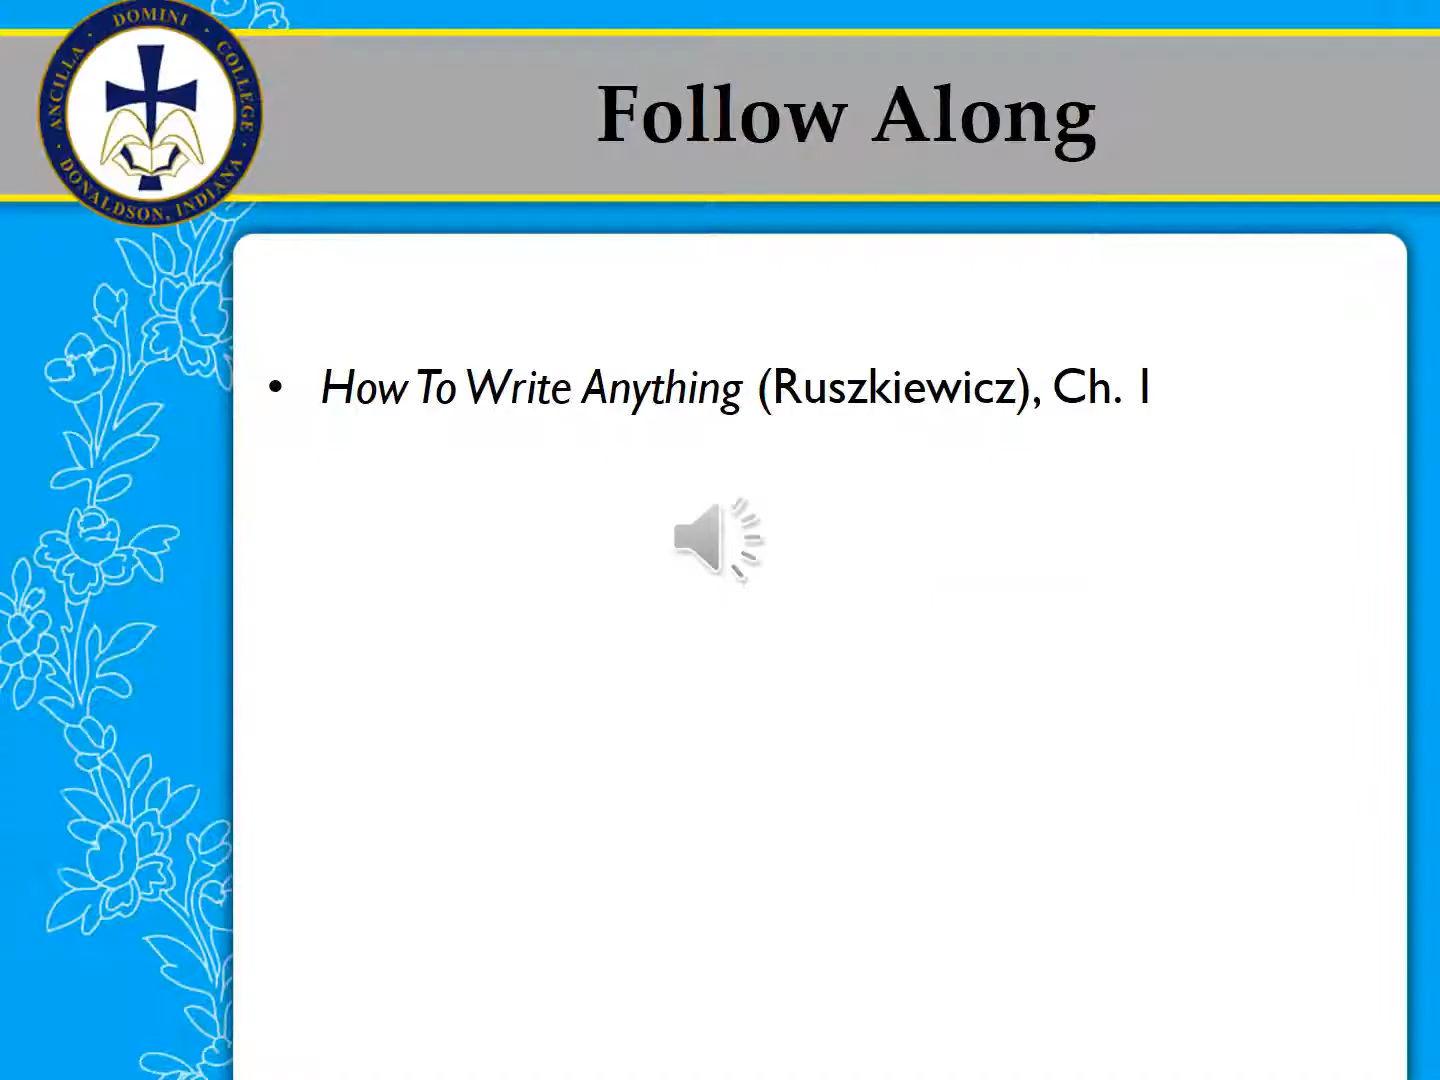 ANCILLA · DOMINI · COLLEGE · DONALDSON, INDIANA ·
Follow Along
• How To Write Anything (Ruszkiewicz), Ch. 1